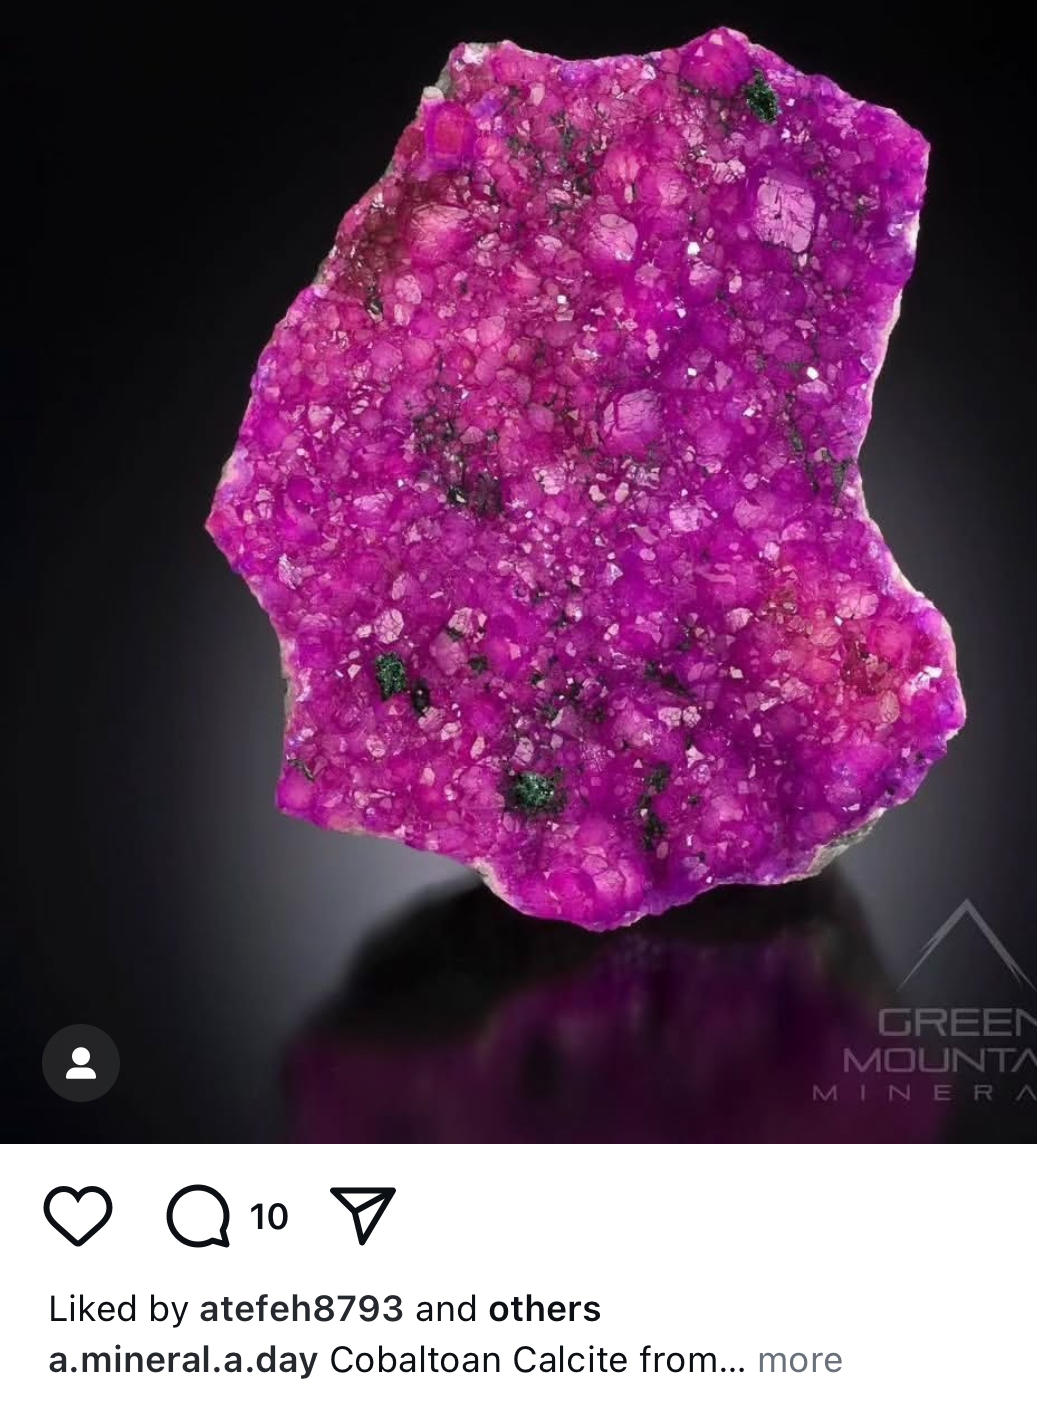 GREEN
MOUNTA
MINERA
10
Liked by atefeh8793 and others
a.mineral.a.day Cobaltoan Calcite from... more